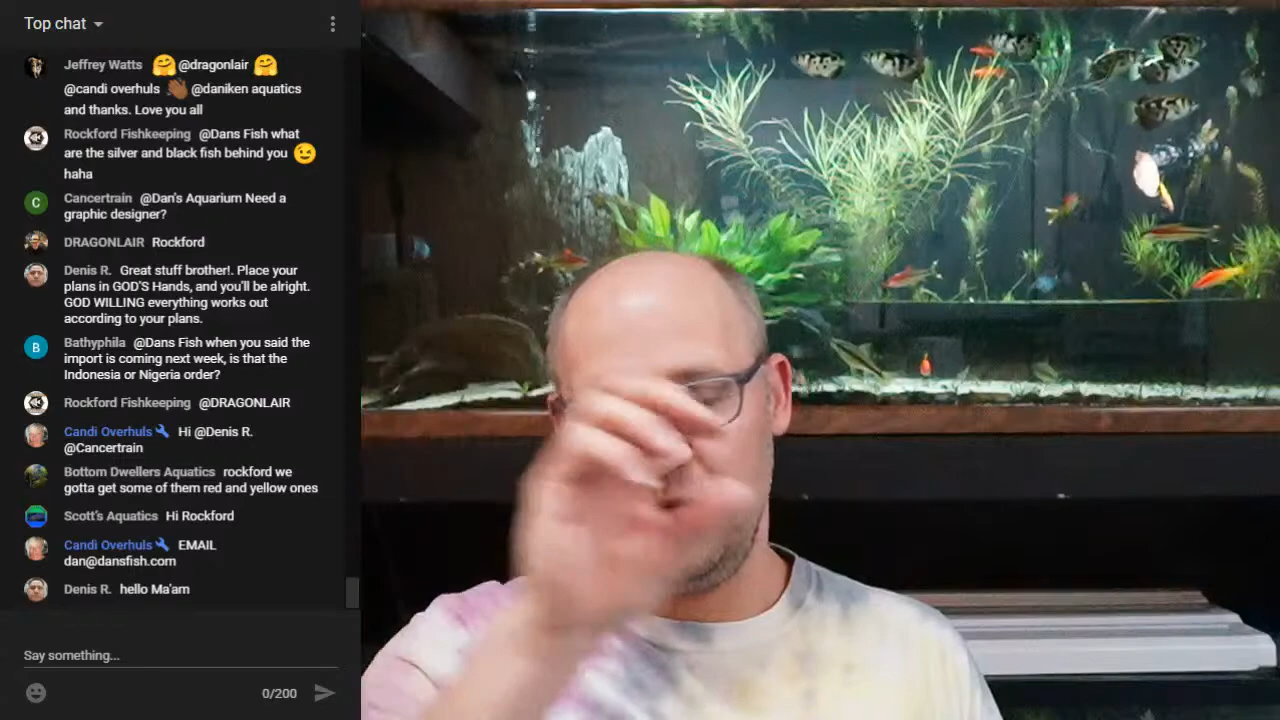 Top chat
Jeffrey Watts 🤗 @dragonlair 🤗
@candi overhuls 👏🏾 @daniken aquatics
and thanks. Love you all
Rockford Fishkeeping @Dans Fish what
are the silver and black fish behind you 😉
haha
C
Cancertrain @Dan's Aquarium Need a
graphic designer?
DRAGONLAIR Rockford
Denis R. Great stuff brother!. Place your
plans in GOD'S Hands, and you'll be alright.
GOD WILLING everything works out
according to your plans.
B
Bathyphila @Dans Fish when you said the
import is coming next week, is that the
Indonesia or Nigeria order?
Rockford Fishkeeping @DRAGONLAIR
Candi Overhuls Hi @Denis R.
@Cancertrain
Bottom Dwellers Aquatics rockford we
gotta get some of them red and yellow ones
Scott's Aquatics Hi Rockford
Candi Overhuls EMAIL
dan@dansfish.com
Denis R. hello Ma'am
Say something...
0/200